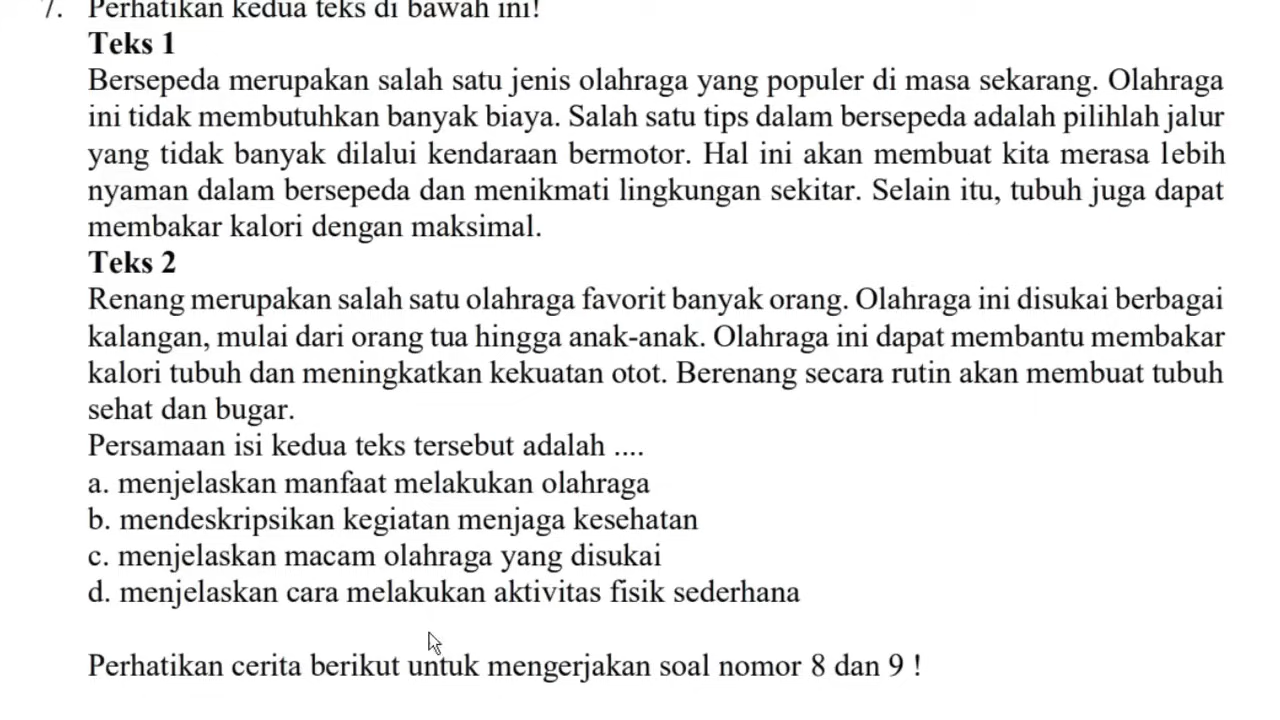 7. Perhatikan kedua teks di bawah ini!
Teks 1
Bersepeda merupakan salah satu jenis olahraga yang populer di masa sekarang. Olahraga
ini tidak membutuhkan banyak biaya. Salah satu tips dalam bersepeda adalah pilihlah jalur
yang tidak banyak dilalui kendaraan bermotor. Hal ini akan membuat kita merasa lebih
nyaman dalam bersepeda dan menikmati lingkungan sekitar. Selain itu, tubuh juga dapat
membakar kalori dengan maksimal.
Teks 2
Renang merupakan salah satu olahraga favorit banyak orang. Olahraga ini disukai berbagai
kalangan, mulai dari orang tua hingga anak-anak. Olahraga ini dapat membantu membakar
kalori tubuh dan meningkatkan kekuatan otot. Berenang secara rutin akan membuat tubuh
sehat dan bugar.
Persamaan isi kedua teks tersebut adalah ....
a. menjelaskan manfaat melakukan olahraga
b. mendeskripsikan kegiatan menjaga kesehatan
c. menjelaskan macam olahraga yang disukai
d. menjelaskan cara melakukan aktivitas fisik sederhana
Perhatikan cerita berikut untuk mengerjakan soal nomor 8 dan 9 !